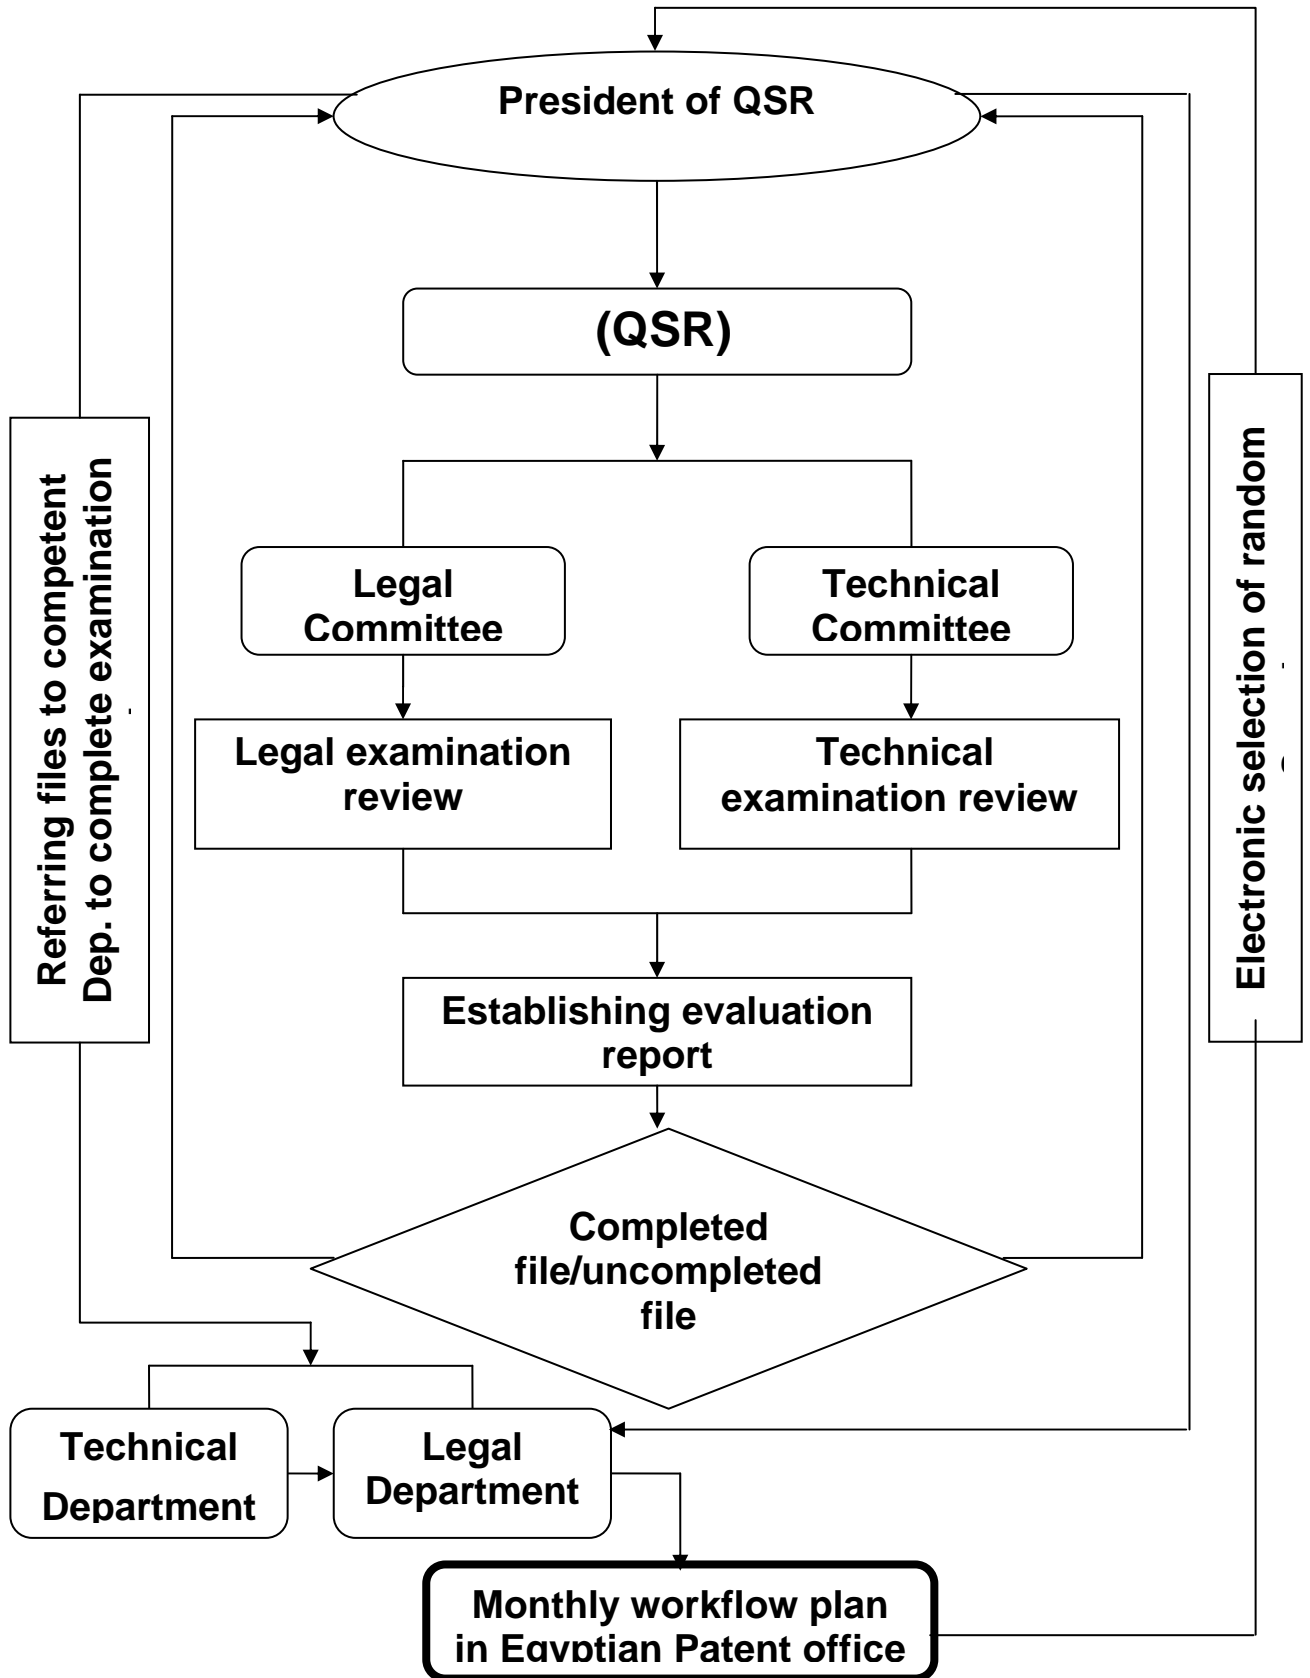 President of QSR
(QSR)
Referring files to competent
Dep. to complete examination
Electronic selection of random
Legal
Committee
Technical
Committee
Legal examination
review
Technical
examination review
Establishing evaluation
report
Completed
file/uncompleted
file
Technical
Department
Legal
Department
Monthly workflow plan
in Egyptian Patent office